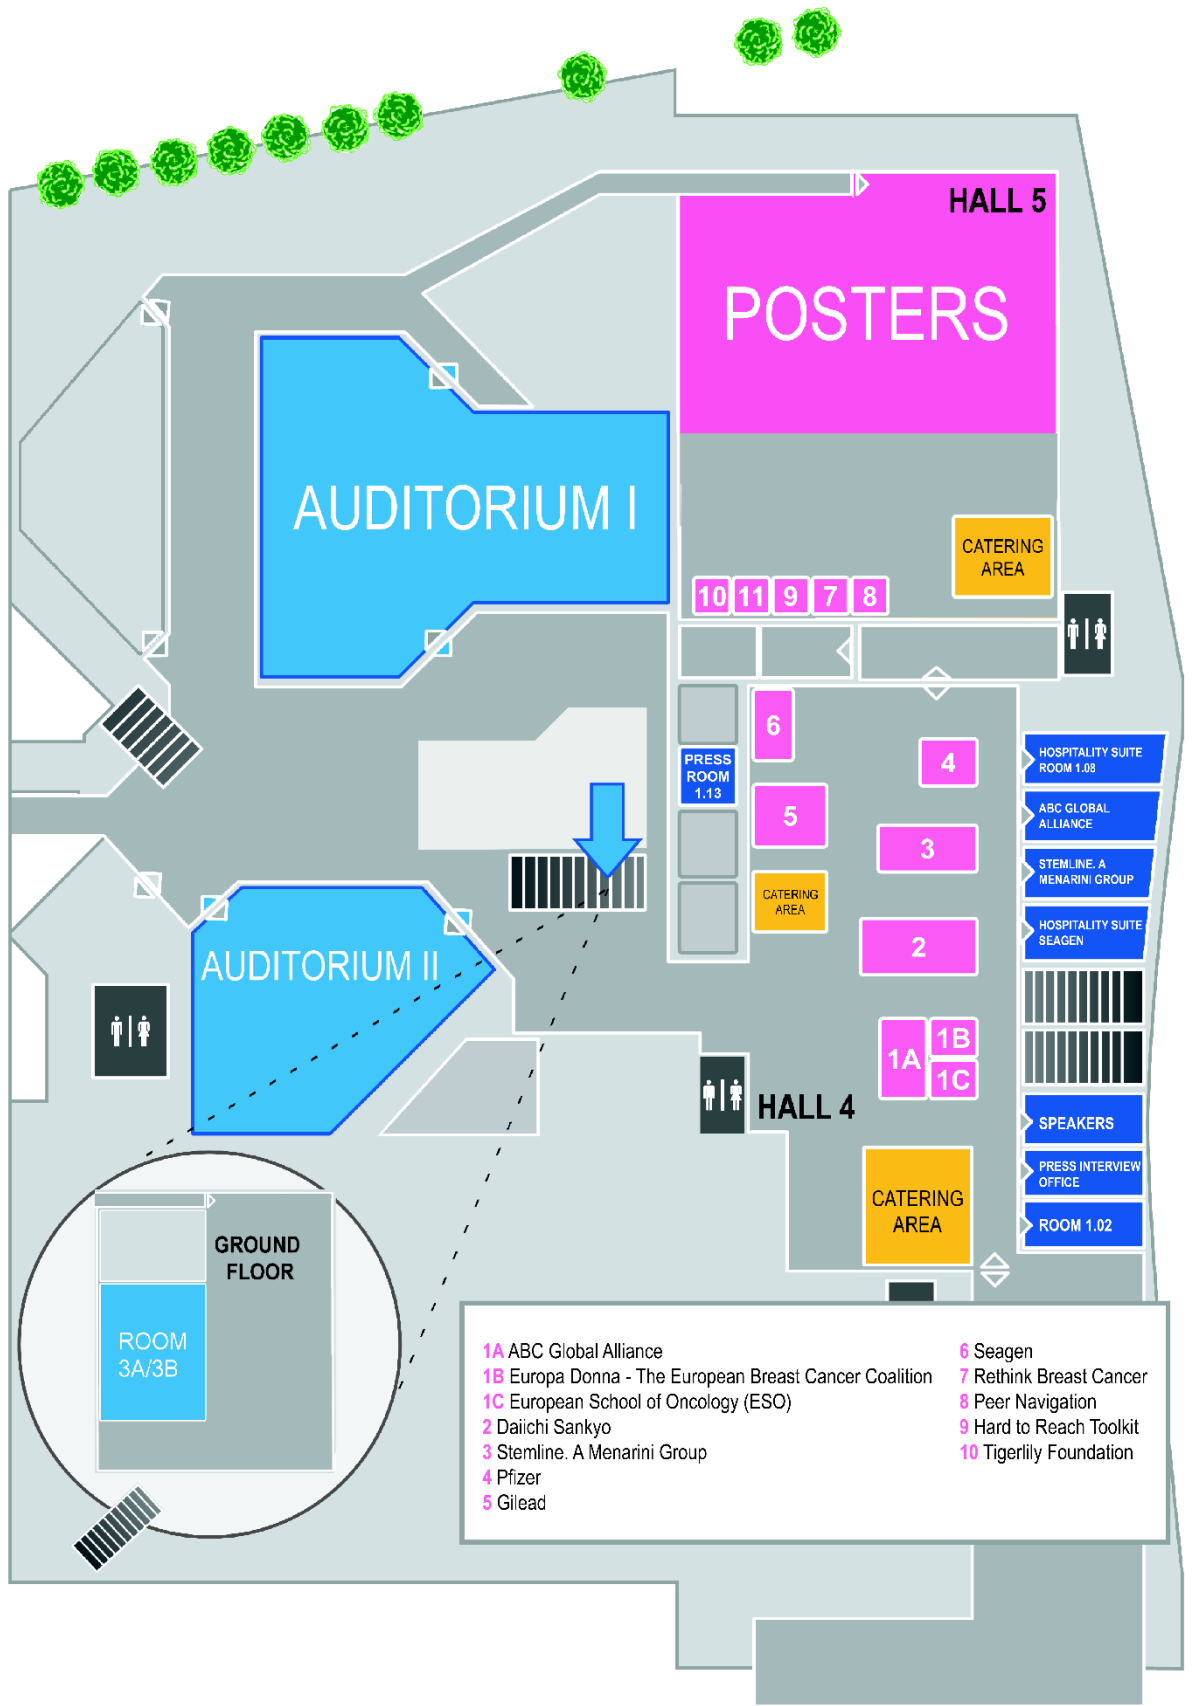 HALL 5
POSTERS
AUDITORIUM I
CATERING
AREA
10 11 9 7 8
6
PRESS
ROOM
1.13
4
HOSPITALITY SUITE
ROOM 1.08
5
ABC GLOBAL
ALLIANCE
3
STEMLINE. A
MENARINI GROUP
CATERING
AREA
HOSPITALITY SUITE
SEAGEN
2
AUDITORIUM II
1A
1B
1C
HALL 4
SPEAKERS
PRESS INTERVIEW
OFFICE
CATERING
AREA
ROOM 1.02
GROUND
FLOOR
ROOM
3A/3B
1A ABC Global Alliance
1B Europa Donna - The European Breast Cancer Coalition
1C European School of Oncology (ESO)
2 Daiichi Sankyo
3 Stemline. A Menarini Group
4 Pfizer
5 Gilead
6 Seagen
7 Rethink Breast Cancer
8 Peer Navigation
9 Hard to Reach Toolkit
10 Tigerlily Foundation